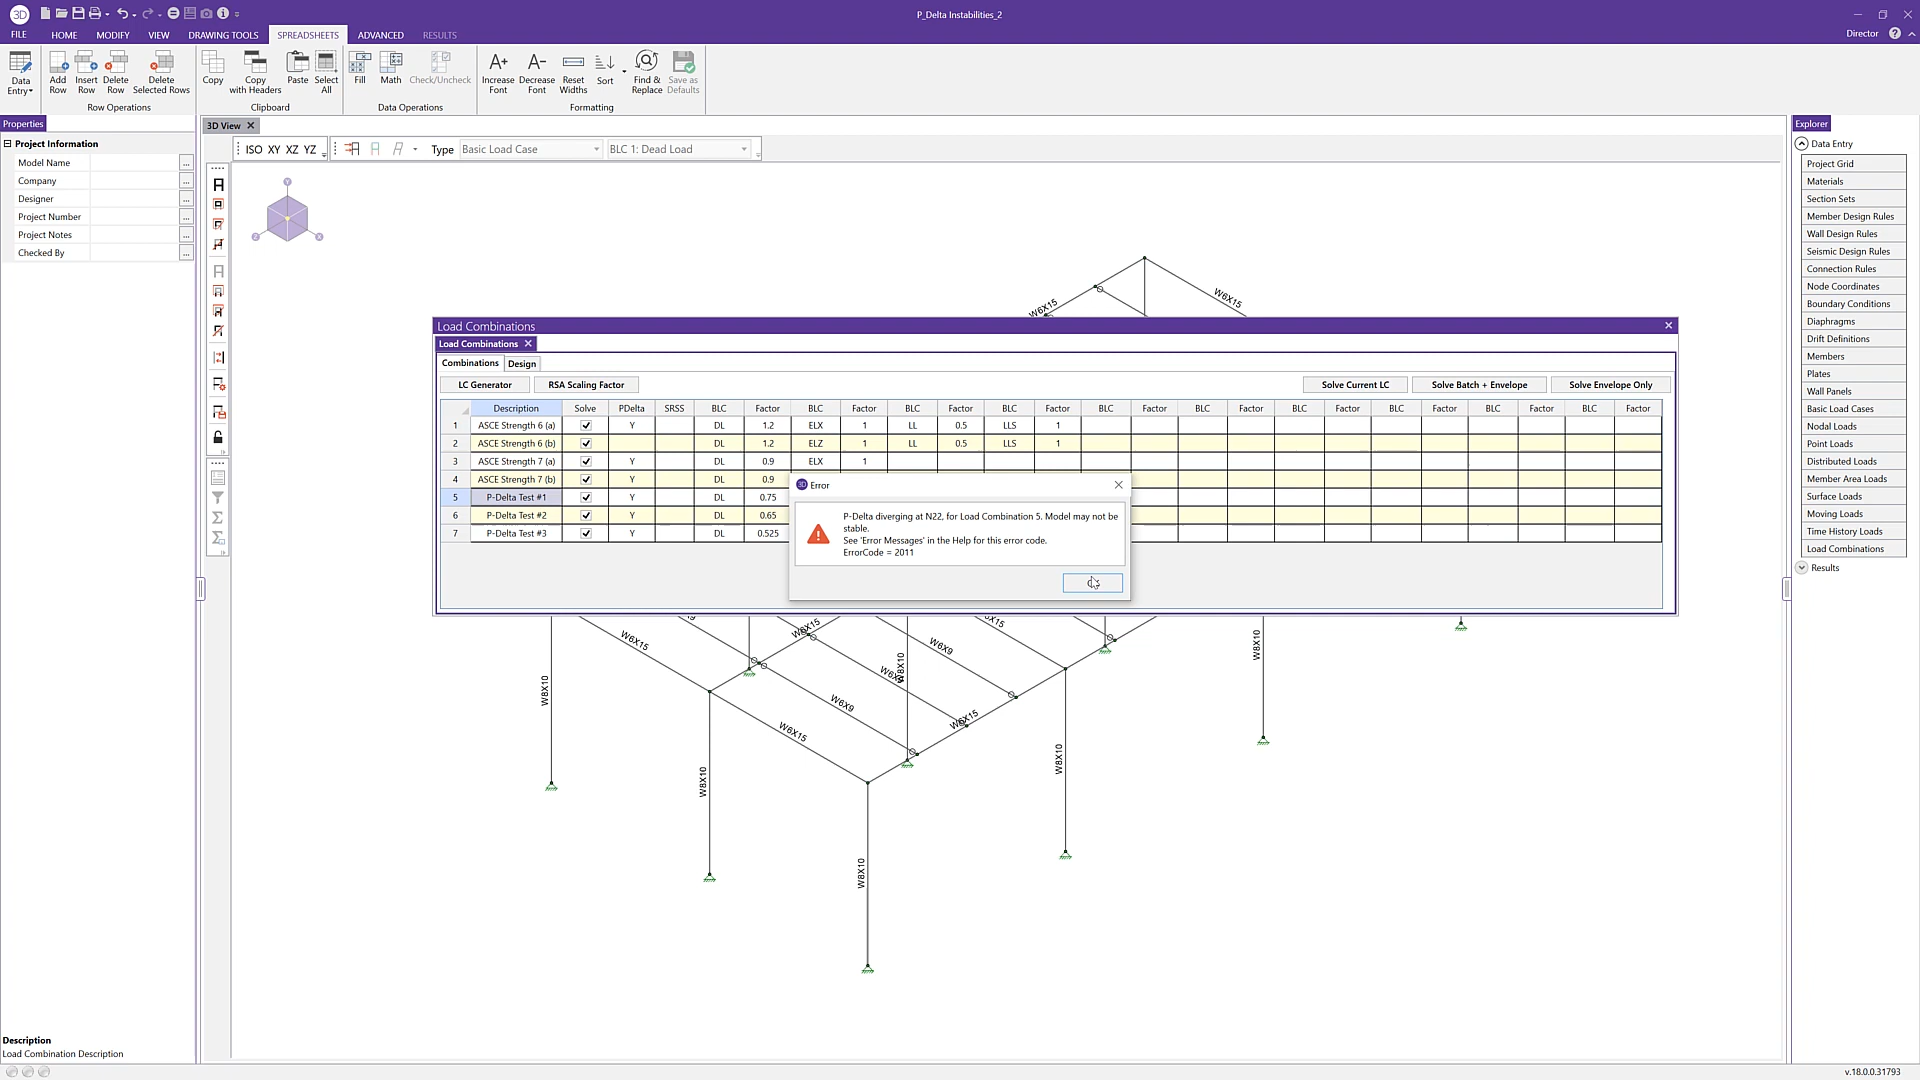 3D
P_Delta Instabilities_2
FILE HOME MODIFY VIEW DRAWING TOOLS SPREADSHEETS ADVANCED RESULTS
Director
Data Entry
Add Row
Insert Row
Delete Row
Delete Selected Rows
Row Operations
Copy
Copy with Headers
Paste
Select All
Clipboard
Fill
Math
Check/Uncheck
Data Operations
A+ Increase Font
A- Decrease Font
Reset Widths
Sort
Find & Replace
Save as Defaults
Formatting
Properties
Project Information
Model Name ...
Company ...
Designer ...
Project Number ...
Project Notes ...
Checked By ...
3D View
ISO XY XZ YZ
Type Basic Load Case BLC 1: Dead Load
Y
Z X
W6X15
W6X15
Load Combinations
Load Combinations
Combinations Design
LC Generator RSA Scaling Factor Solve Current LC Solve Batch + Envelope Solve Envelope Only
Description Solve PDelta SRSS BLC Factor BLC Factor BLC Factor BLC Factor BLC Factor BLC Factor BLC Factor BLC Factor BLC Factor BLC Factor
1 ASCE Strength 6 (a) Y DL 1.2 ELX 1 LL 0.5 LLS 1
2 ASCE Strength 6 (b) DL 1.2 ELZ 1 LL 0.5 LLS 1
3 ASCE Strength 7 (a) Y DL 0.9 ELX 1
4 ASCE Strength 7 (b) Y DL 0.9
5 P-Delta Test #1 Y DL 0.75
6 P-Delta Test #2 Y DL 0.65
7 P-Delta Test #3 Y DL 0.525
Error
P-Delta diverging at N22, for Load Combination 5. Model may not be
stable.
See 'Error Messages' in the Help for this error code.
ErrorCode = 2011
W6X15
W6X15
W6X9
W8X10
W8X10
W8X10
W6X9
W6X9
W6X15
W6X15
W8X10
W8X10
W8X10
Explorer
Data Entry
Project Grid
Materials
Section Sets
Member Design Rules
Wall Design Rules
Seismic Design Rules
Connection Rules
Node Coordinates
Boundary Conditions
Diaphragms
Drift Definitions
Members
Plates
Wall Panels
Basic Load Cases
Nodal Loads
Point Loads
Distributed Loads
Member Area Loads
Surface Loads
Moving Loads
Time History Loads
Load Combinations
Results
Description
Load Combination Description
v.18.0.0.31793